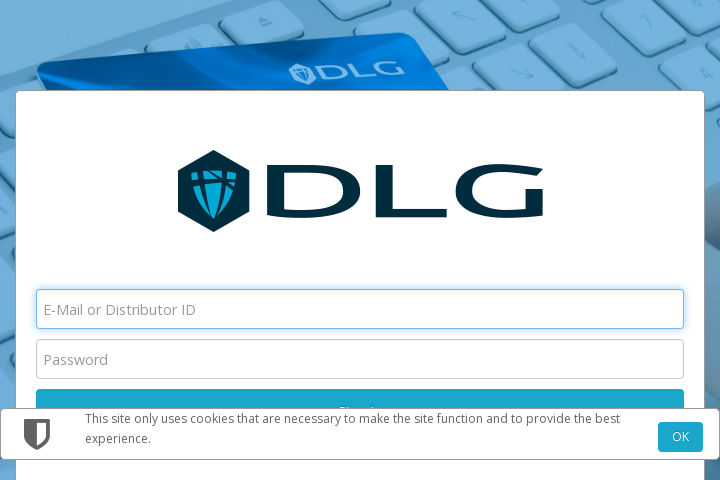 DLG
DLG
E-Mail or Distributor ID
Password
This site only uses cookies that are necessary to make the site function and to provide the best
experience.
OK